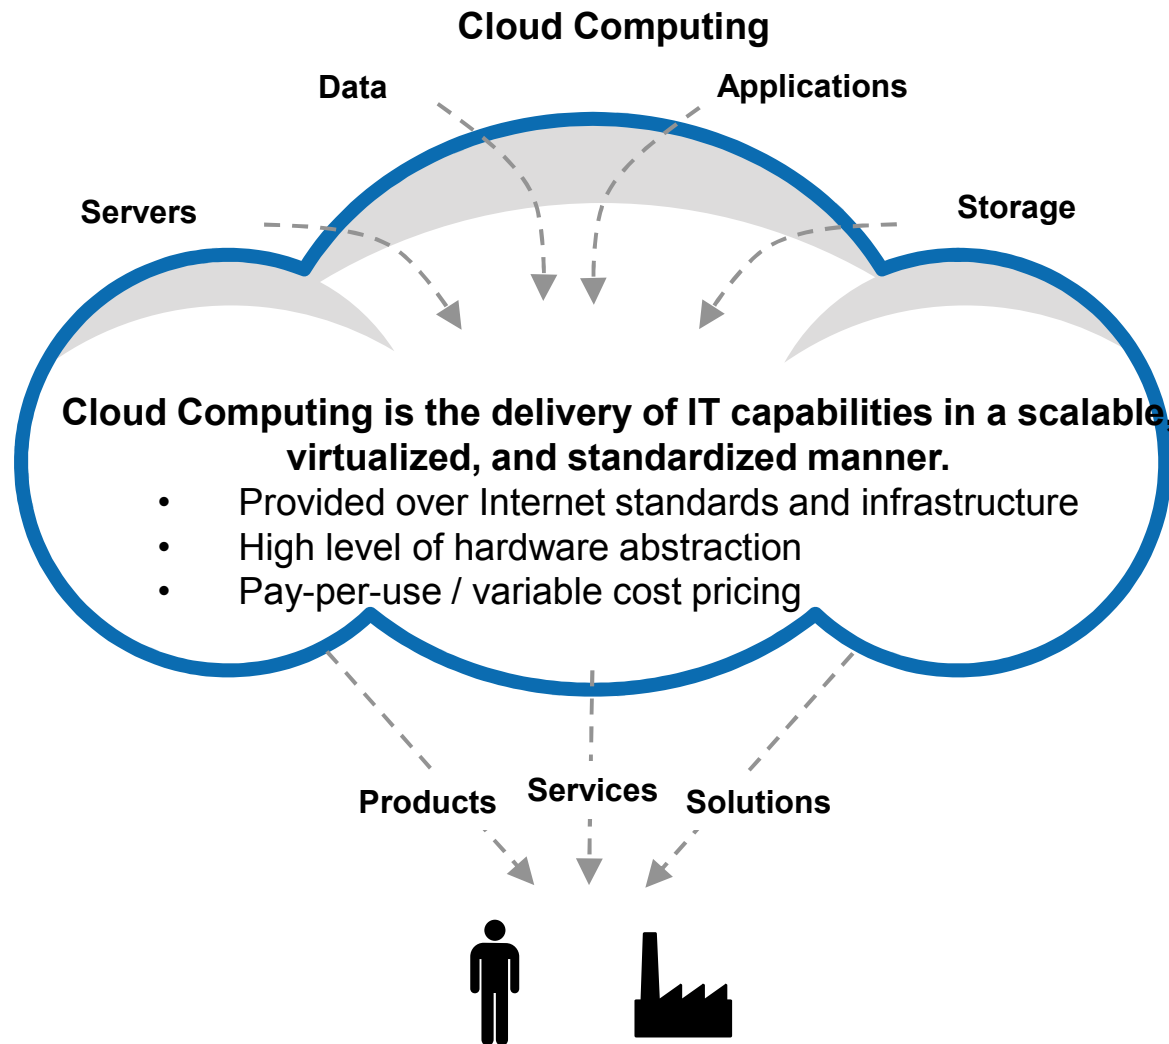 Cloud Computing
Data
Applications
Servers
Storage
Cloud Computing is the delivery of IT capabilities in a scalable,
virtualized, and standardized manner.
• Provided over Internet standards and infrastructure
• High level of hardware abstraction
• Pay-per-use / variable cost pricing
Products
Services
Solutions